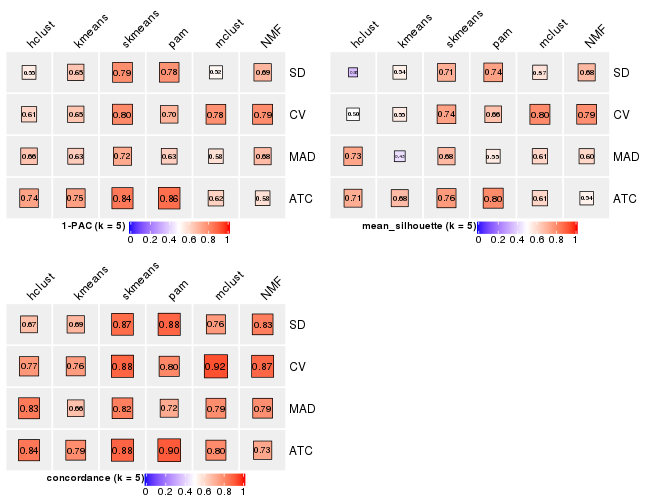 hclust kmeans skmeans pam mclust NMF
0.55 0.65 0.79 0.78 0.52 0.69 SD
0.61 0.65 0.80 0.70 0.78 0.79 CV
0.66 0.63 0.72 0.63 0.58 0.68 MAD
0.74 0.75 0.84 0.86 0.62 0.58 ATC
1-PAC (k = 5)
0 0.2 0.4 0.6 0.8 1
hclust kmeans skmeans pam mclust NMF
0.54 0.71 0.74 0.57 0.68 SD
0.50 0.55 0.74 0.66 0.80 0.79 CV
0.73 0.45 0.68 0.55 0.61 0.60 MAD
0.71 0.68 0.76 0.80 0.61 0.54 ATC
mean_silhouette (k = 5)
0 0.2 0.4 0.6 0.8 1
hclust kmeans skmeans pam mclust NMF
0.67 0.69 0.87 0.88 0.76 0.83 SD
0.77 0.76 0.88 0.80 0.92 0.87 CV
0.83 0.66 0.82 0.72 0.79 0.79 MAD
0.84 0.79 0.88 0.90 0.80 0.73 ATC
concordance (k = 5)
0 0.2 0.4 0.6 0.8 1